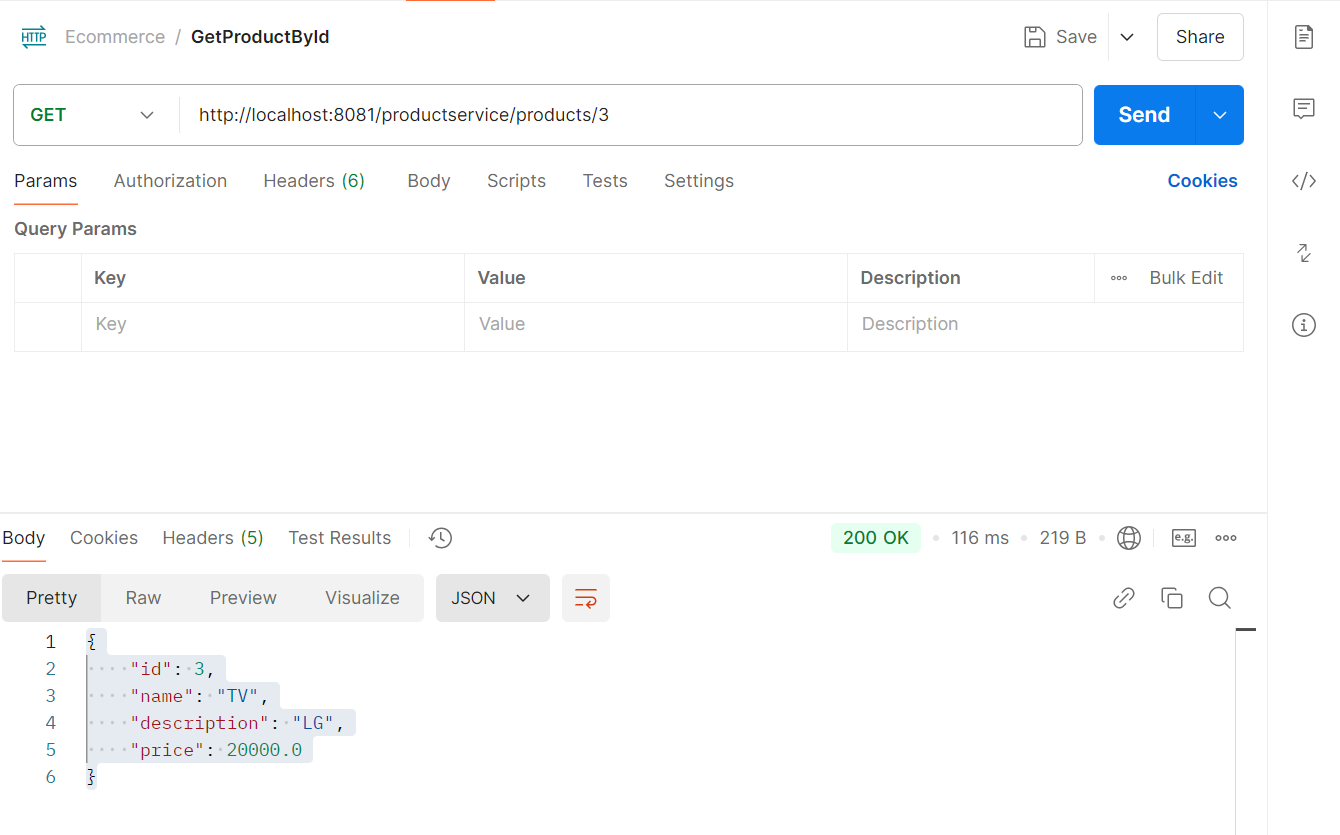 HTTP Ecommerce / GetProductById Save Share
GET http://localhost:8081/productservice/products/3 Send
Params Authorization Headers (6) Body Scripts Tests Settings Cookies
Query Params
Key Value Description Bulk Edit
Key Value Description
Body Cookies Headers (5) Test Results 200 OK 116 ms 219 B e.g.
Pretty Raw Preview Visualize JSON
1 {
2 "id": 3,
3 "name": "TV",
4 "description": "LG",
5 "price": 20000.0
6 }